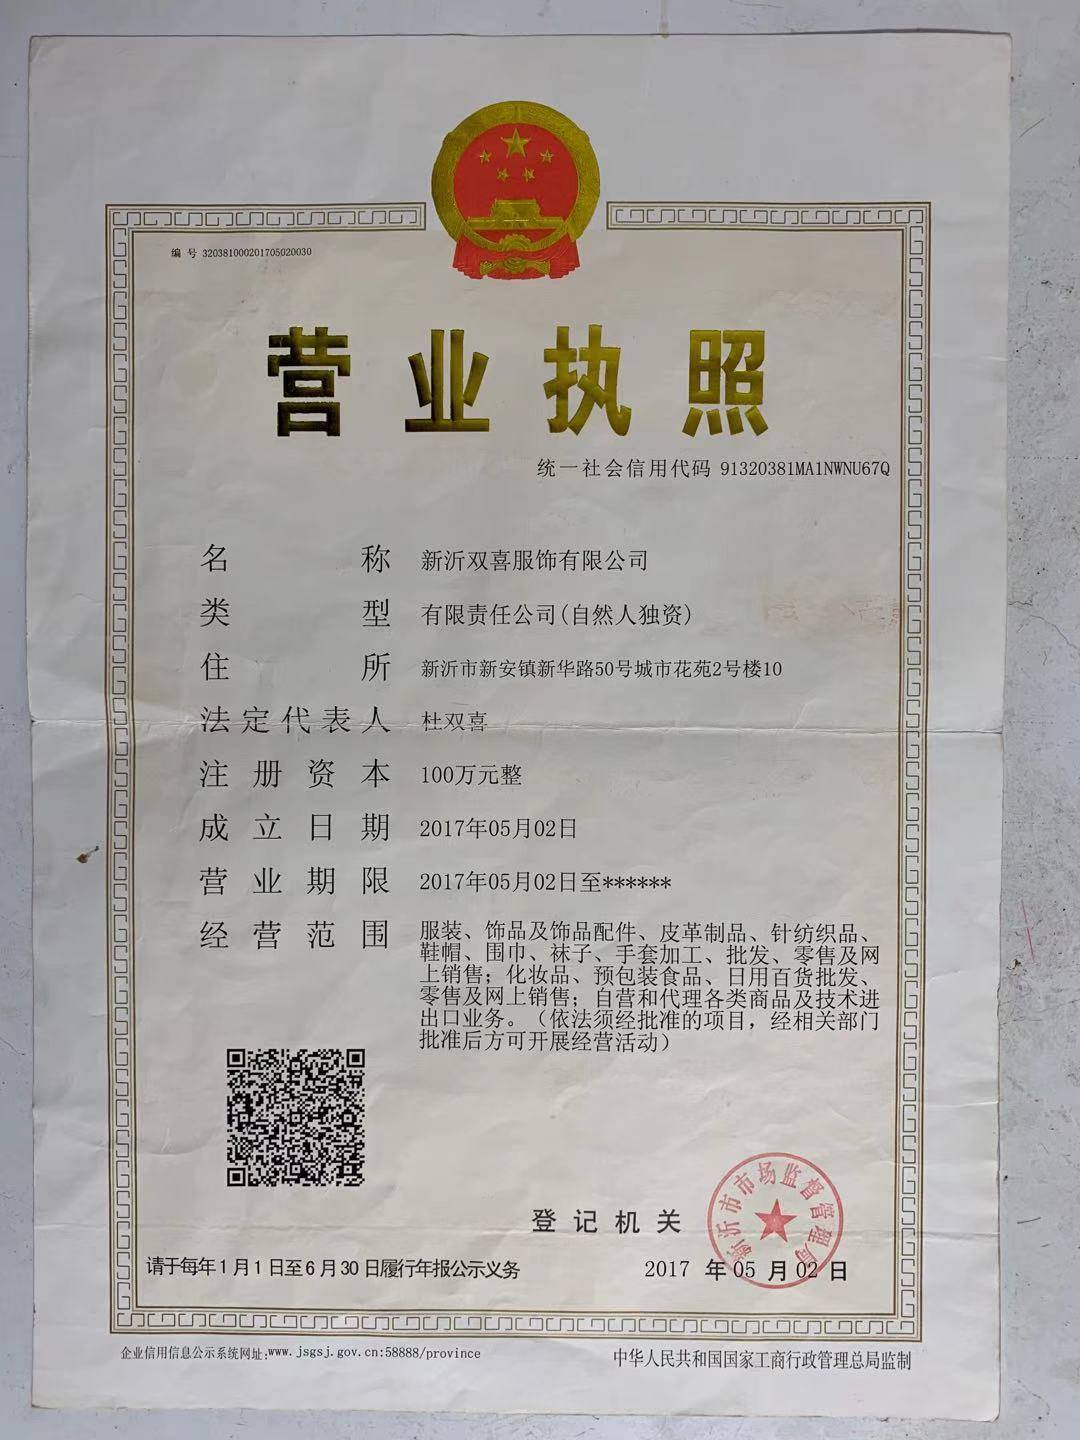 编 号 320381000201705020030
营业执照
统一社会信用代码 91320381MA1NWNU67Q
名称 新沂双喜服饰有限公司
类型 有限责任公司(自然人独资)
住所 新沂市新安镇新华路50号城市花苑2号楼10
法定代表人 杜双喜
注册资本 100万元整
成立日期 2017年05月02日
营业期限 2017年05月02日至******
经营范围 服装、饰品及饰品配件、皮革制品、针纺织品、
鞋帽、围巾、袜子、手套加工、批发、零售及网
上销售；化妆品、预包装食品、日用百货批发、
零售及网上销售；自营和代理各类商品及技术进
出口业务。（依法须经批准的项目，经相关部门
批准后方可开展经营活动）
登记机关
新沂市市场监督管理局
请于每年1月1日至6月30日履行年报公示义务
2017 年 05 月 02 日
企业信用信息公示系统网址:www.jsgsj.gov.cn:58888/province
中华人民共和国国家工商行政管理总局监制